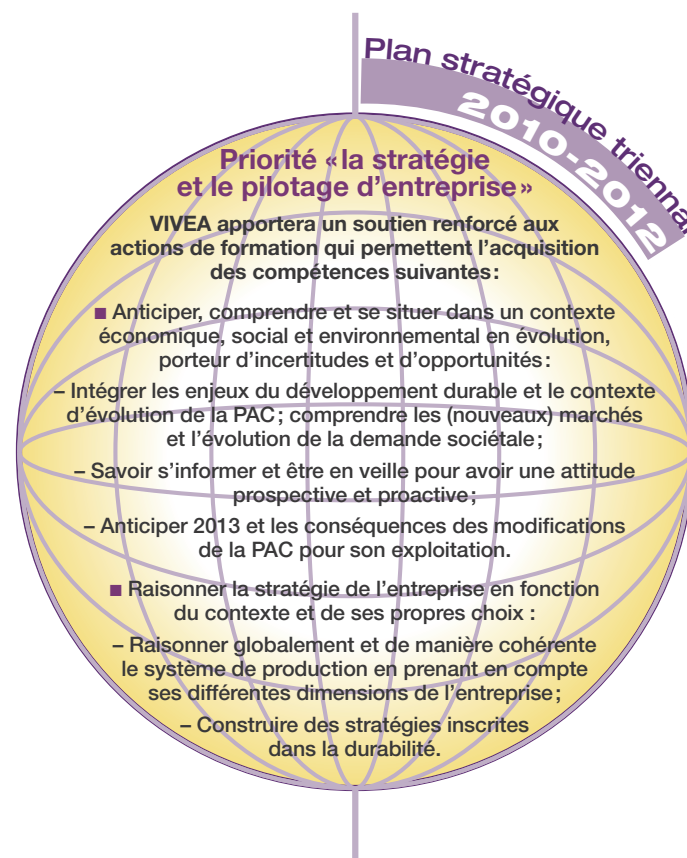 Plan stratégique triennal
2010-2012
Priorité «la stratégie
et le pilotage d’entreprise»
VIVEA apportera un soutien renforcé aux
actions de formation qui permettent l’acquisition
des compétences suivantes:
■ Anticiper, comprendre et se situer dans un contexte
économique, social et environnemental en évolution,
porteur d’incertitudes et d’opportunités:
– Intégrer les enjeux du développement durable et le contexte
d’évolution de la PAC; comprendre les (nouveaux) marchés
et l’évolution de la demande sociétale;
– Savoir s’informer et être en veille pour avoir une attitude
prospective et proactive;
– Anticiper 2013 et les conséquences des modifications
de la PAC pour son exploitation.
■ Raisonner la stratégie de l’entreprise en fonction
du contexte et de ses propres choix :
– Raisonner globalement et de manière cohérente
le système de production en prenant en compte
ses différentes dimensions de l’entreprise;
– Construire des stratégies inscrites
dans la durabilité.